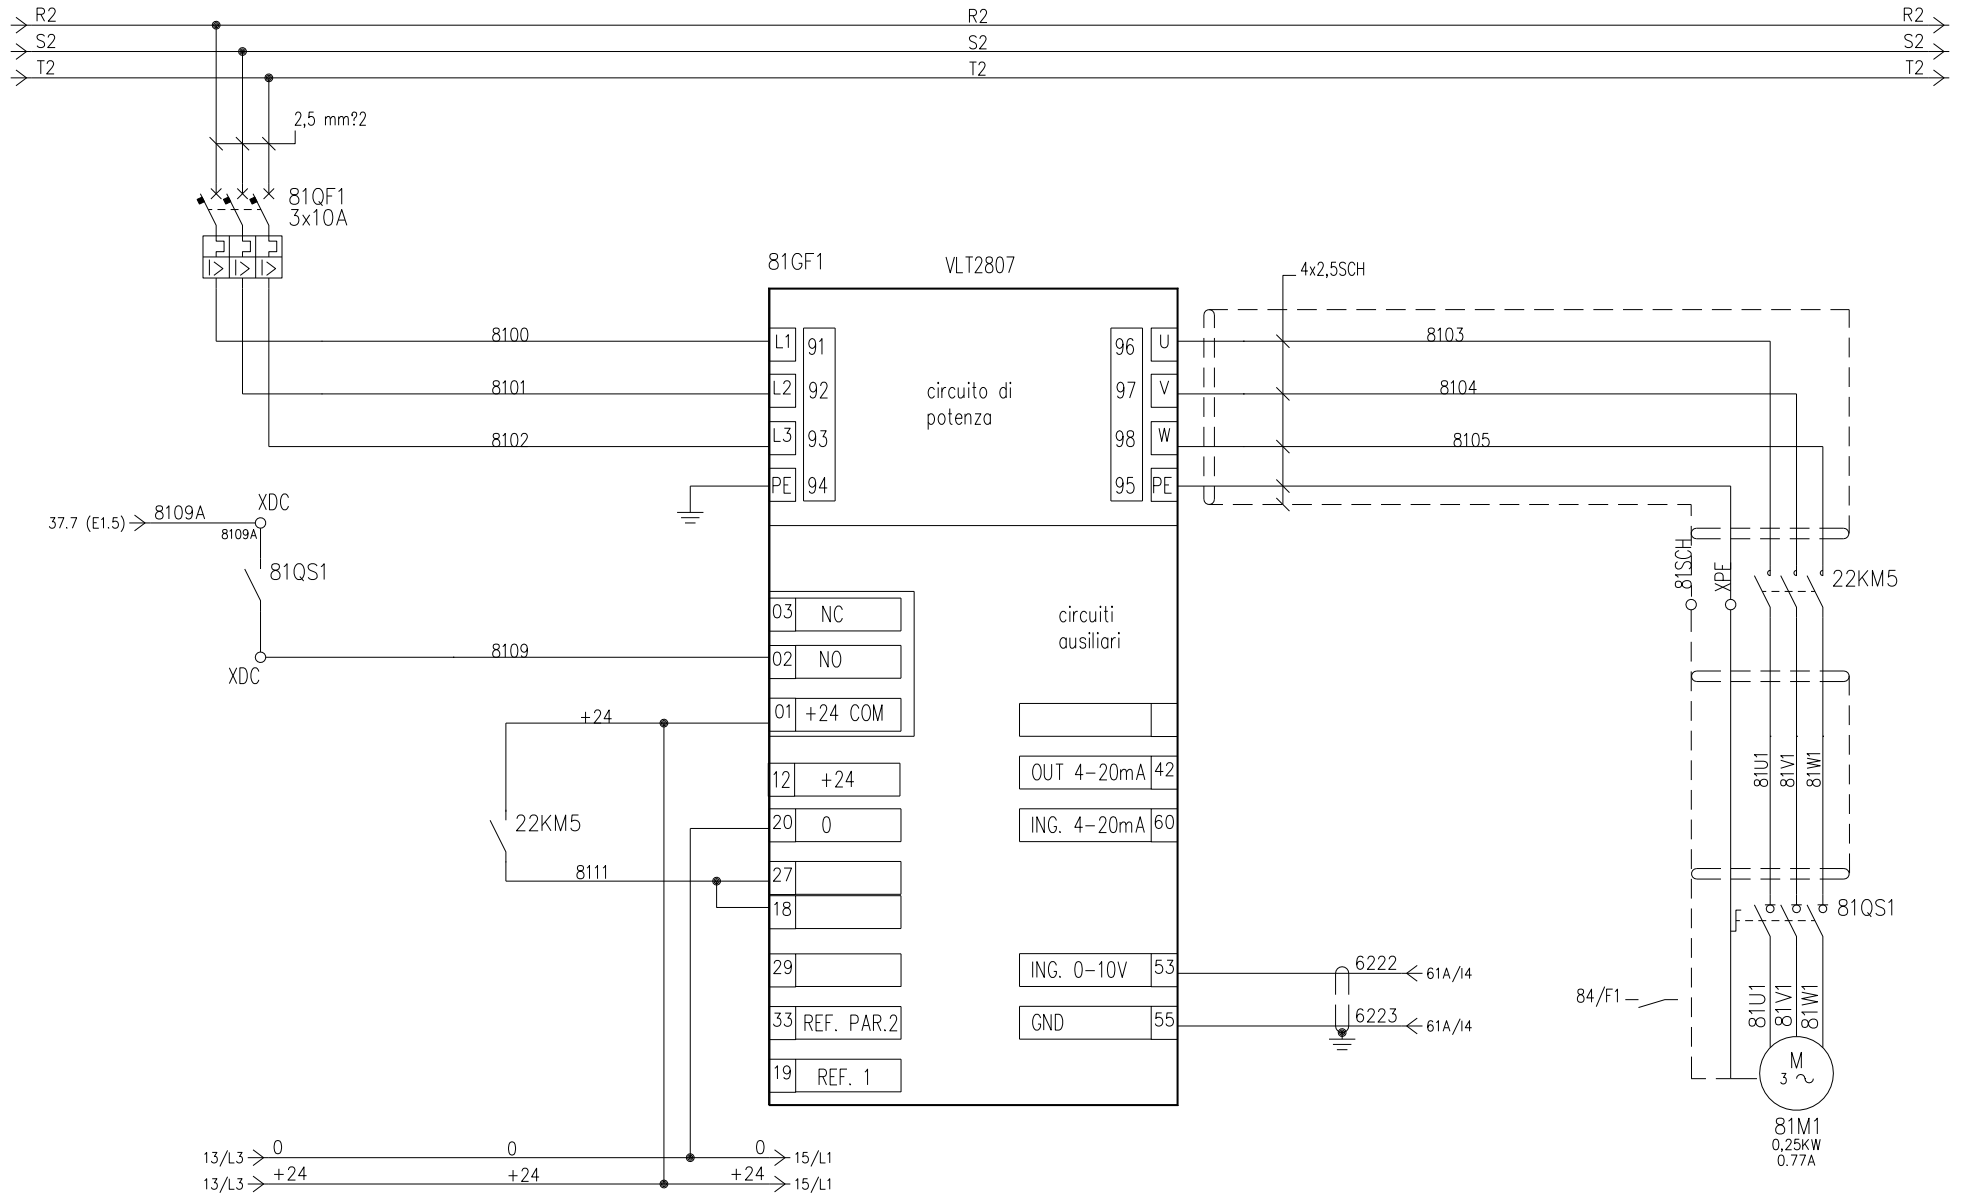 R2 R2 R2
S2 S2 S2
T2 T2 T2
2,5 mm?2
81QF1
3x10A
81GF1 VLT2807
4x2,5SCH
8100 L1 91 96 U 8103
8101 L2 92 97 V 8104
circuito di
potenza
8102 L3 93 98 W 8105
PE 94 95 PE
XDC
37.7 (E1.5) 8109A
8109A
81QS1
81SCH XPE 22KM5
03 NC
circuiti
ausiliari
8109 02 NO
XDC
+24 01 +24 COM
12 +24 OUT 4-20mA 42
81U1 81V1 81W1
22KM5 20 0 ING. 4-20mA 60
8111 27
18
81QS1
29 ING. 0-10V 53 6222 61A/I4
84/F1
81U1 81V1 81W1
33 REF. PAR.2 GND 55 6223 61A/I4
19 REF. 1
M
3
81M1
0,25KW
0.77A
13/L3 0 0 0 15/L1
13/L3 +24 +24 +24 15/L1